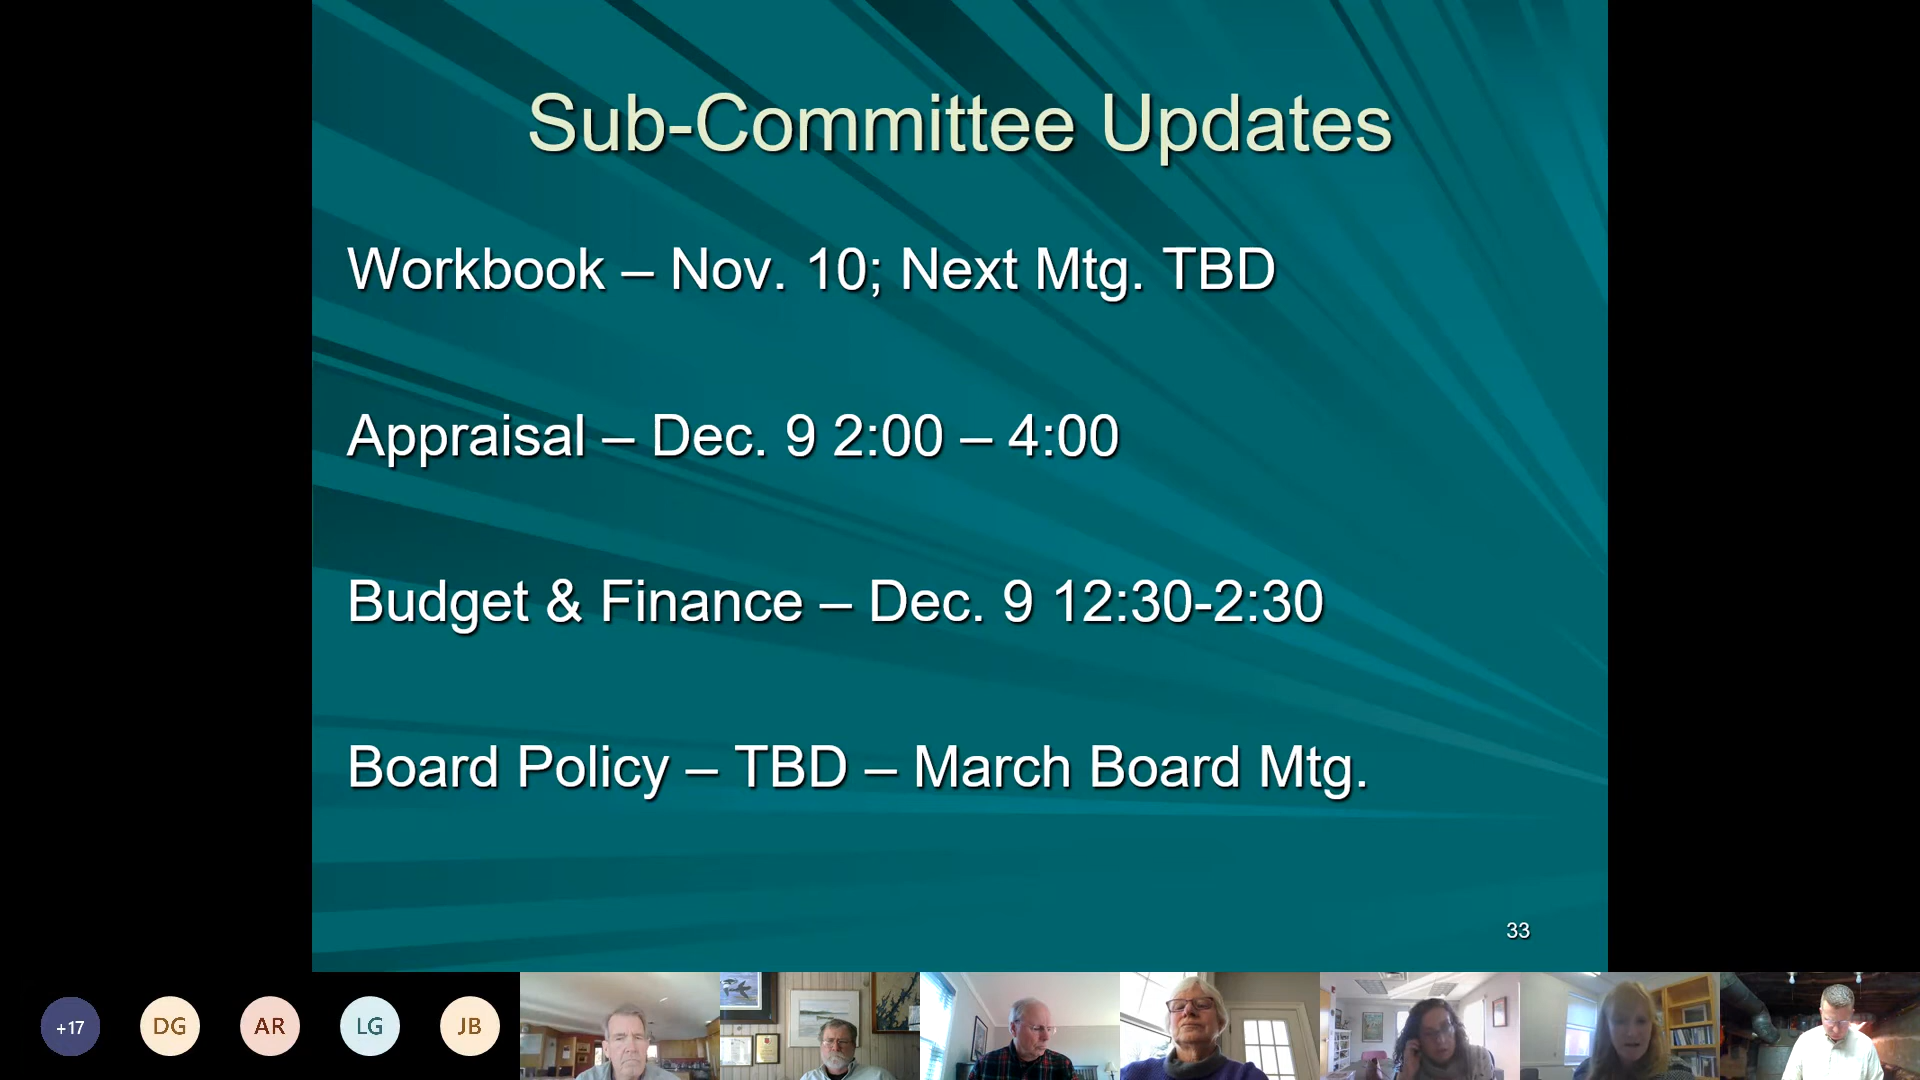 Sub-Committee Updates
Workbook – Nov. 10; Next Mtg. TBD
Appraisal – Dec. 9 2:00 – 4:00
Budget & Finance – Dec. 9 12:30-2:30
Board Policy – TBD – March Board Mtg.
33
+17
DG
AR
LG
JB